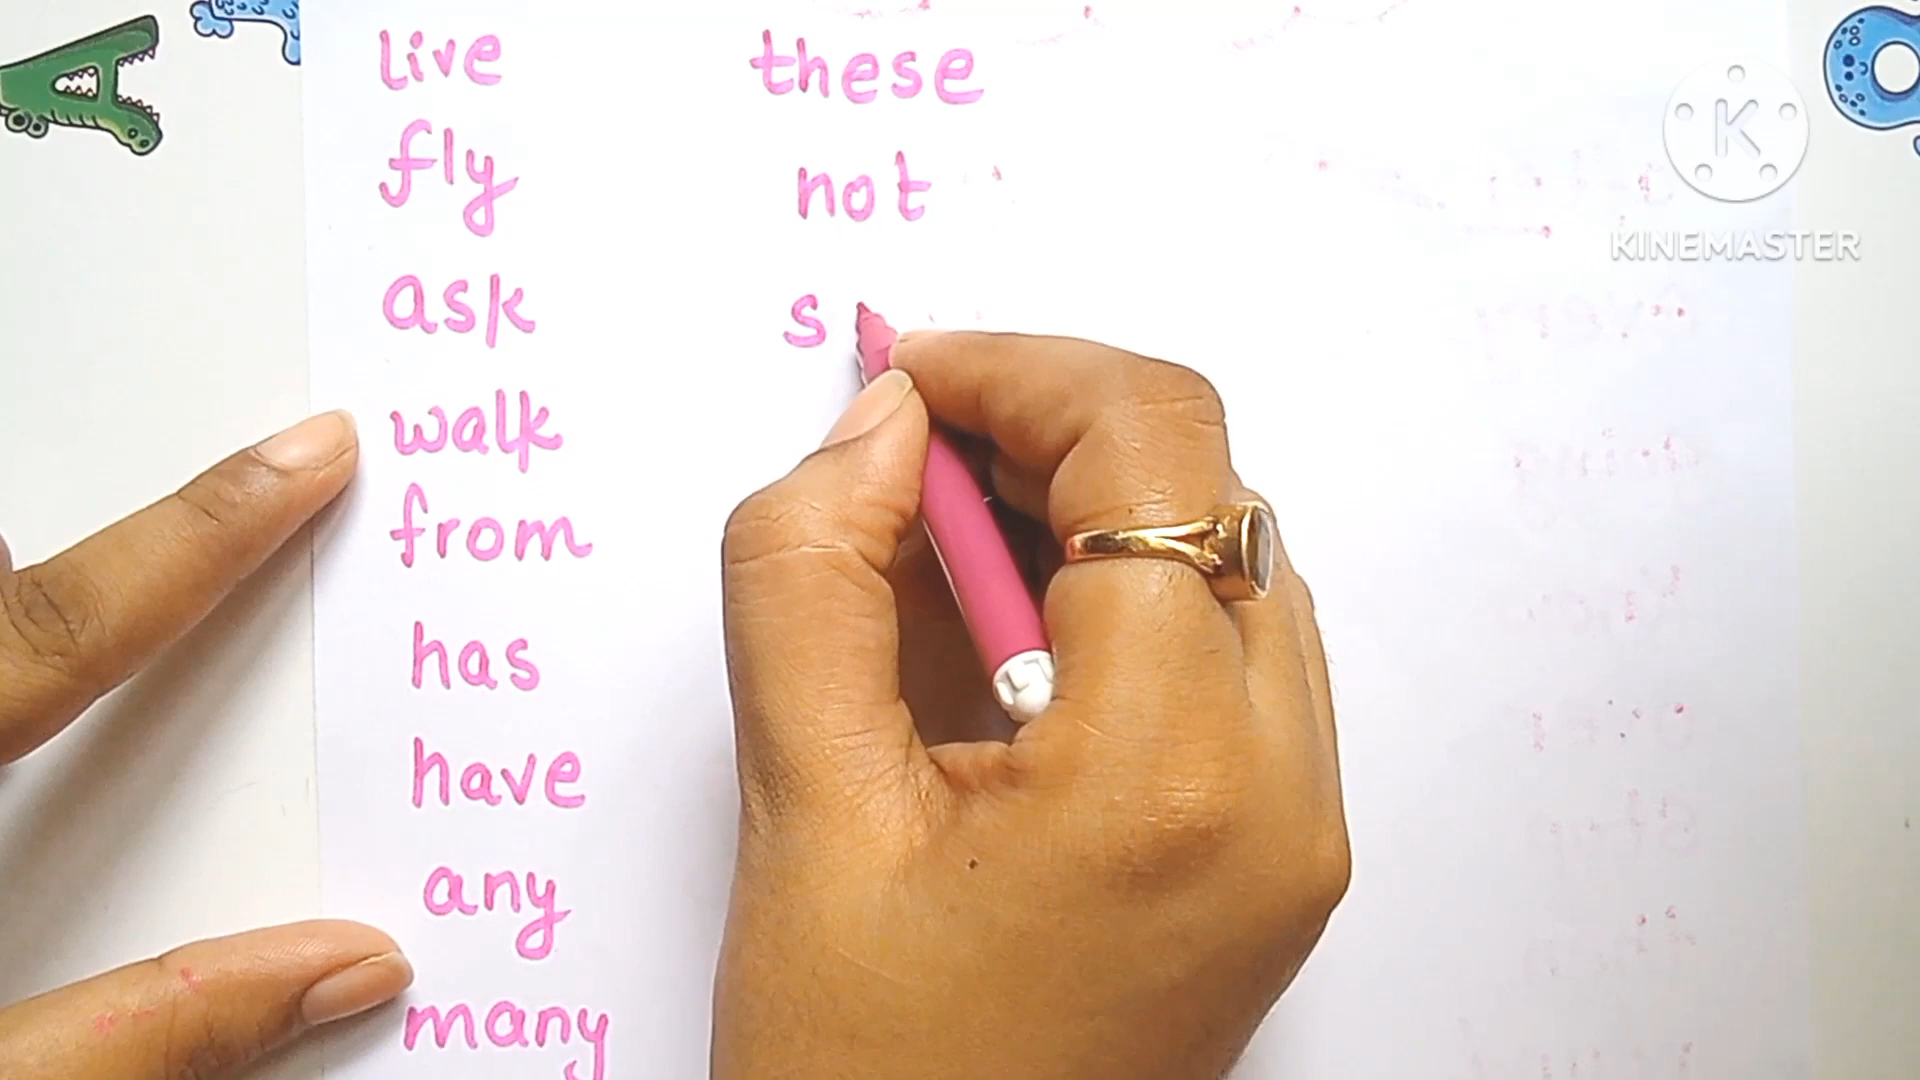 live
fly
ask
walk
from
has
have
any
many
these
not
s
K
KINEMASTER